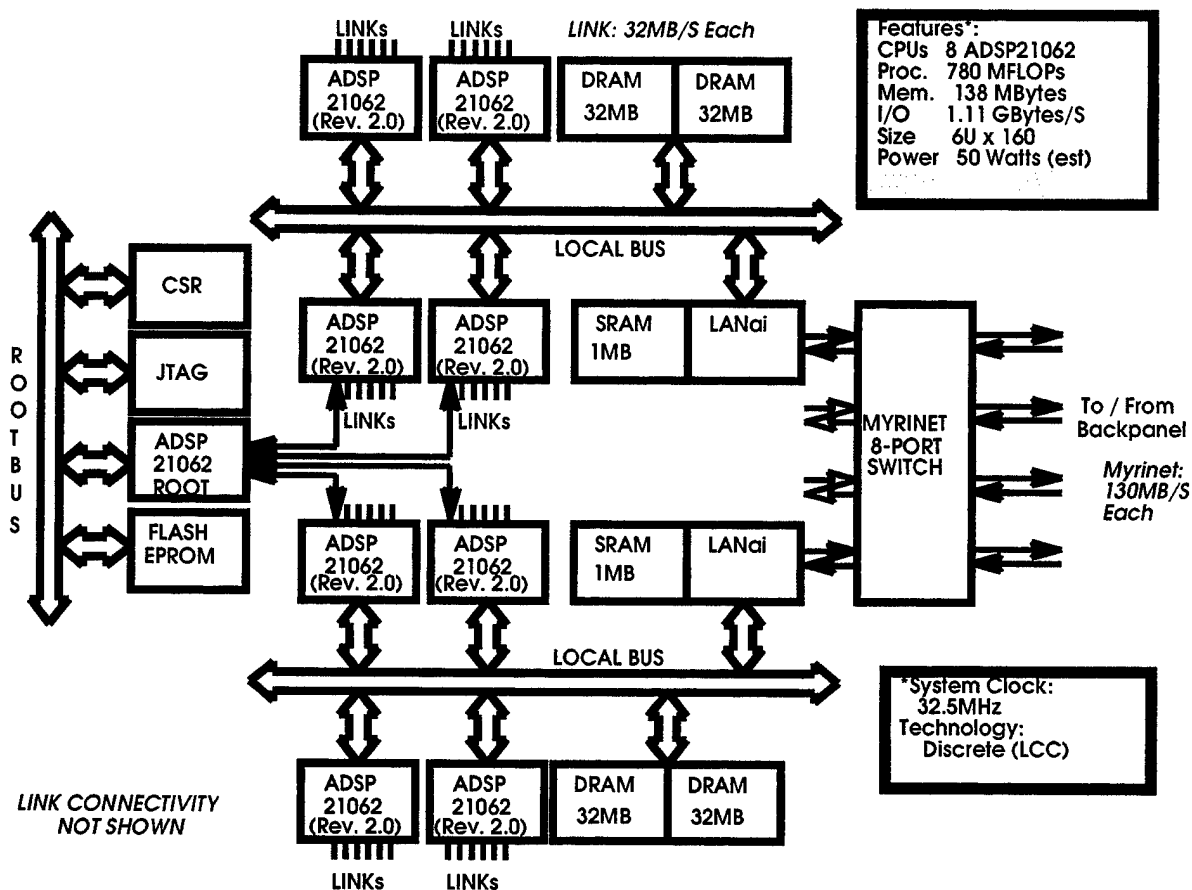 LINKs
LINKs
LINK: 32MB/S Each
ADSP
21062
(Rev. 2.0)
ADSP
21062
(Rev. 2.0)
DRAM
32MB
DRAM
32MB
Features*:
CPUs 8 ADSP21062
Proc. 780 MFLOPs
Mem. 138 MBytes
I/O 1.11 GBytes/S
Size 6U x 160
Power 50 Watts (est)
LOCAL BUS
ROOTBUS
CSR
JTAG
ADSP
21062
ROOT
FLASH
EPROM
ADSP
21062
(Rev. 2.0)
LINKs
ADSP
21062
(Rev. 2.0)
LINKs
SRAM
1MB
LANai
MYRINET
8-PORT
SWITCH
To / From
Backpanel
Myrinet:
130MB/S
Each
ADSP
21062
(Rev. 2.0)
ADSP
21062
(Rev. 2.0)
SRAM
1MB
LANai
LOCAL BUS
*System Clock:
32.5MHz
Technology:
Discrete (LCC)
LINK CONNECTIVITY
NOT SHOWN
ADSP
21062
(Rev. 2.0)
LINKs
ADSP
21062
(Rev. 2.0)
LINKs
DRAM
32MB
DRAM
32MB